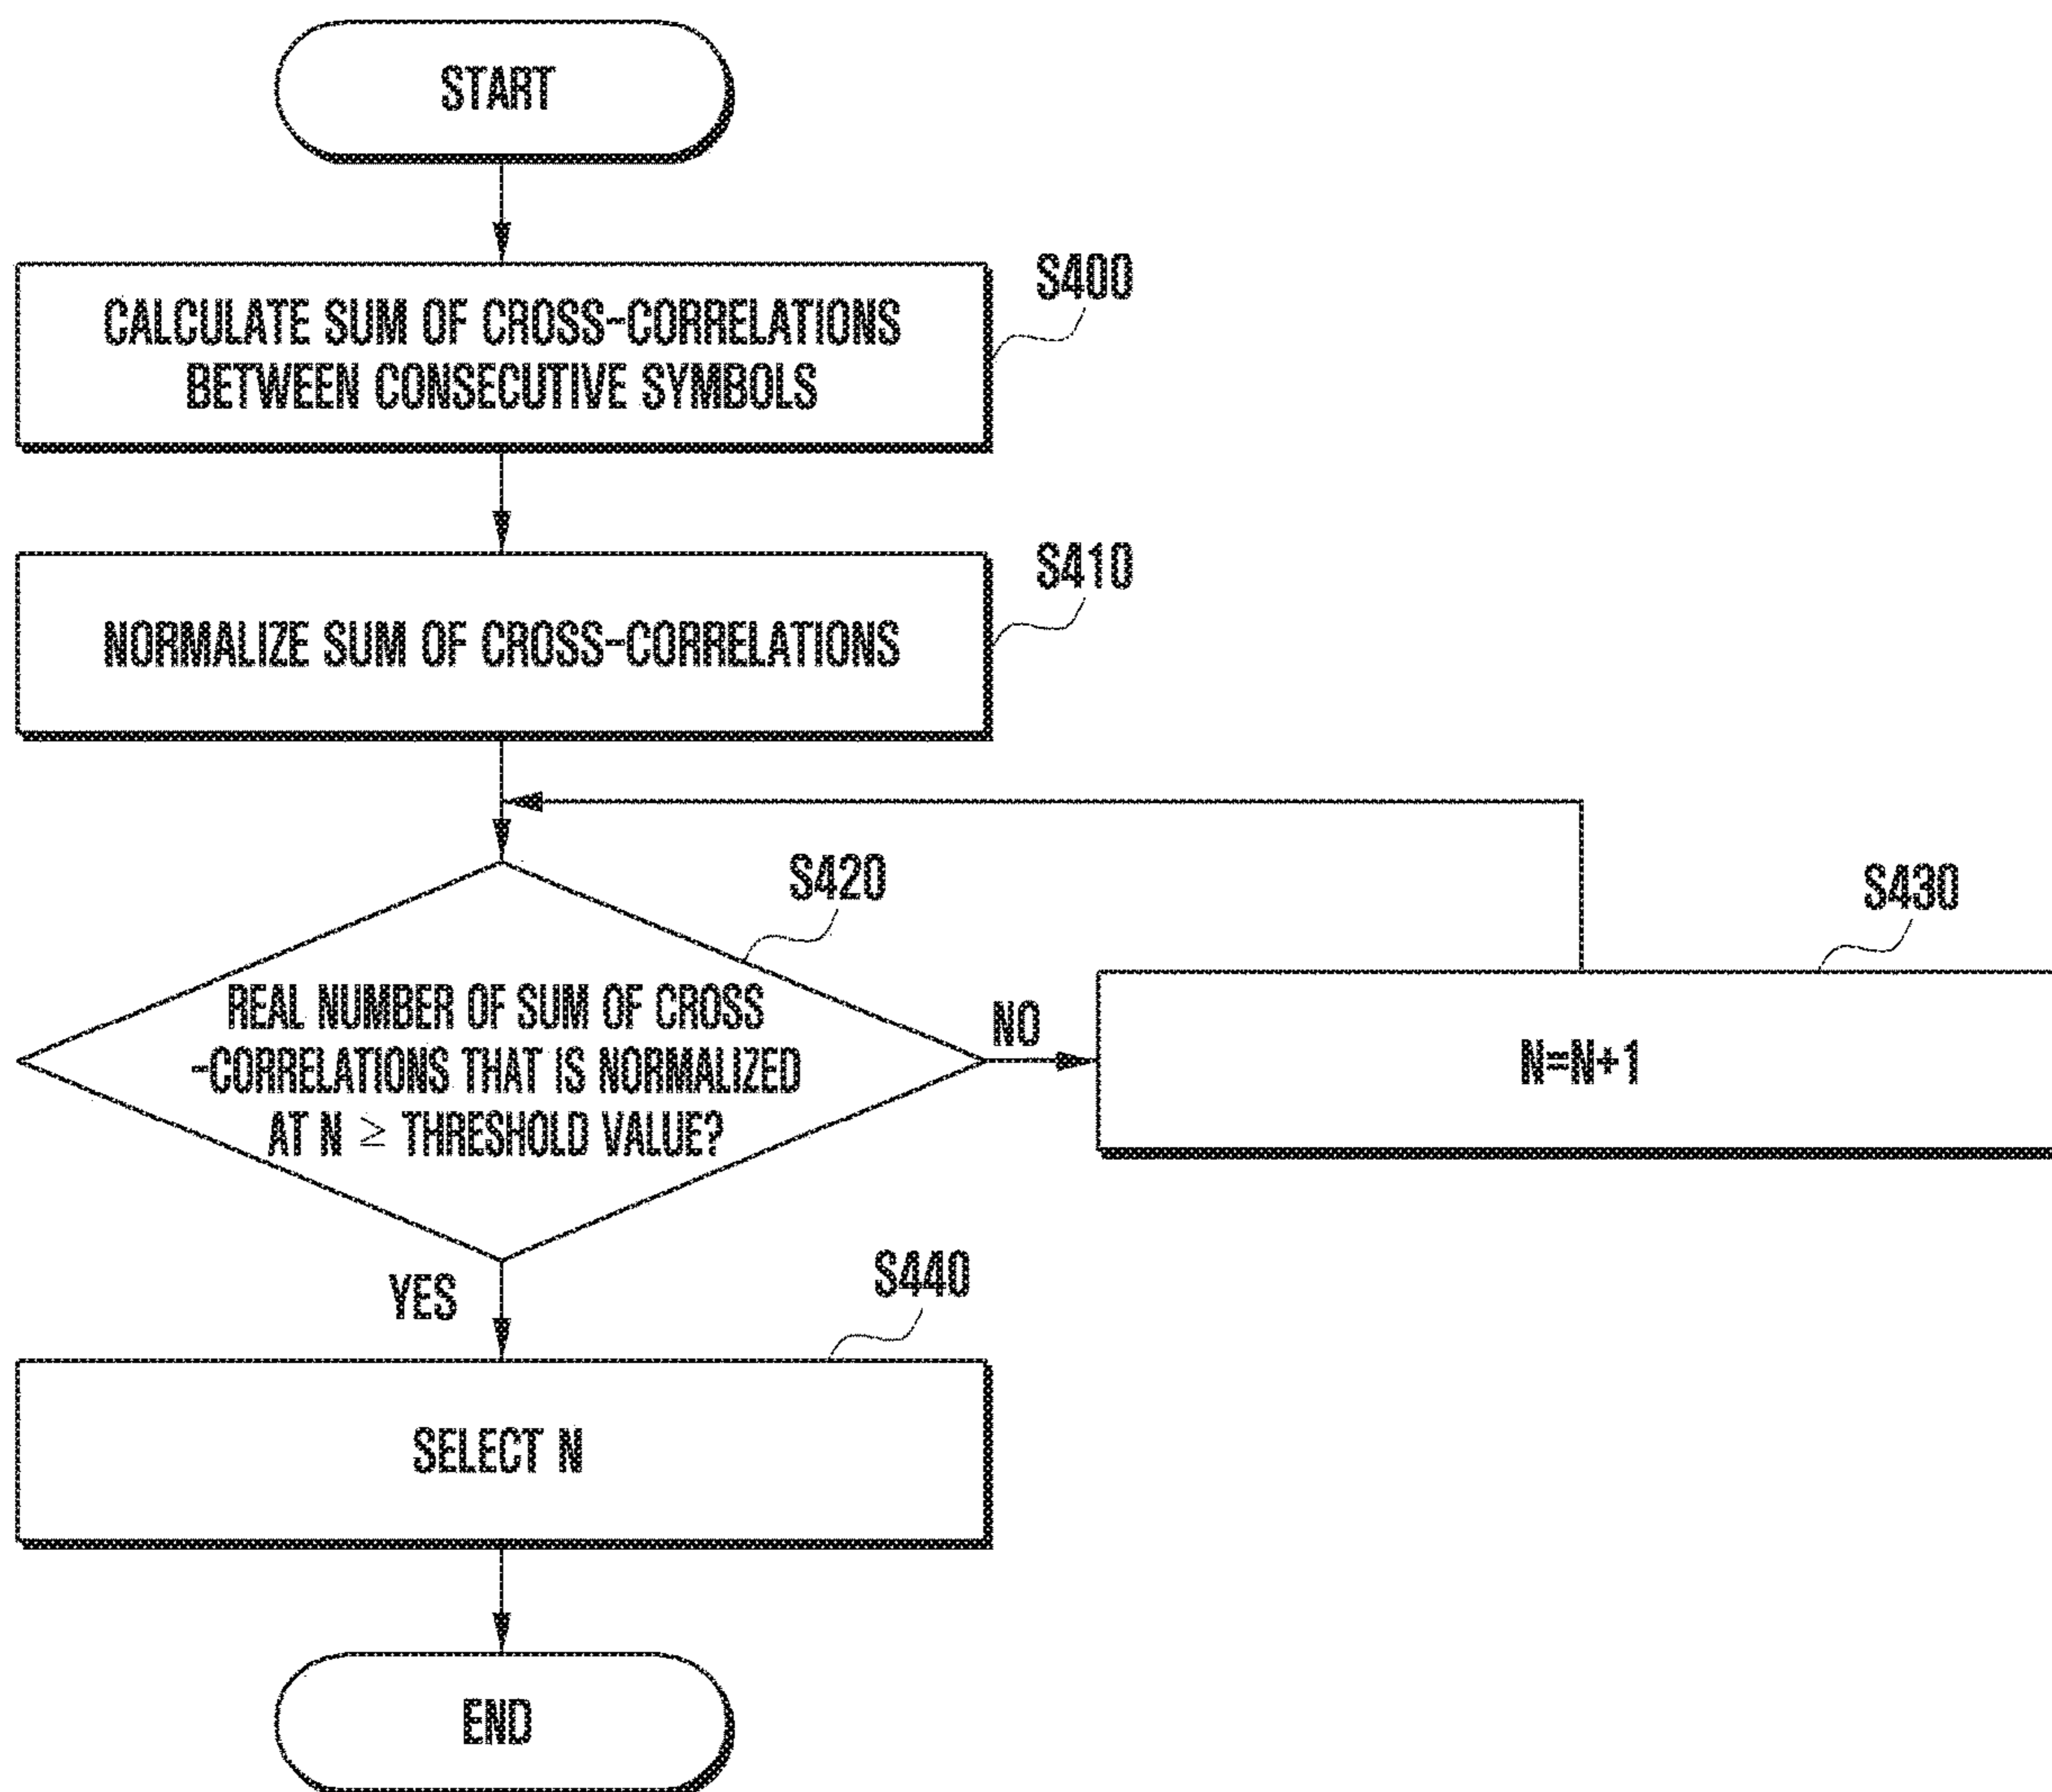 START
S400
CALCULATE SUM OF CROSS-CORRELATIONS
BETWEEN CONSECUTIVE SYMBOLS
S410
NORMALIZE SUM OF CROSS-CORRELATIONS
S420
S430
REAL NUMBER OF SUM OF CROSS
-CORRELATIONS THAT IS NORMALIZED
AT N ≥ THRESHOLD VALUE?
NO
N=N+1
YES
S440
SELECT N
END